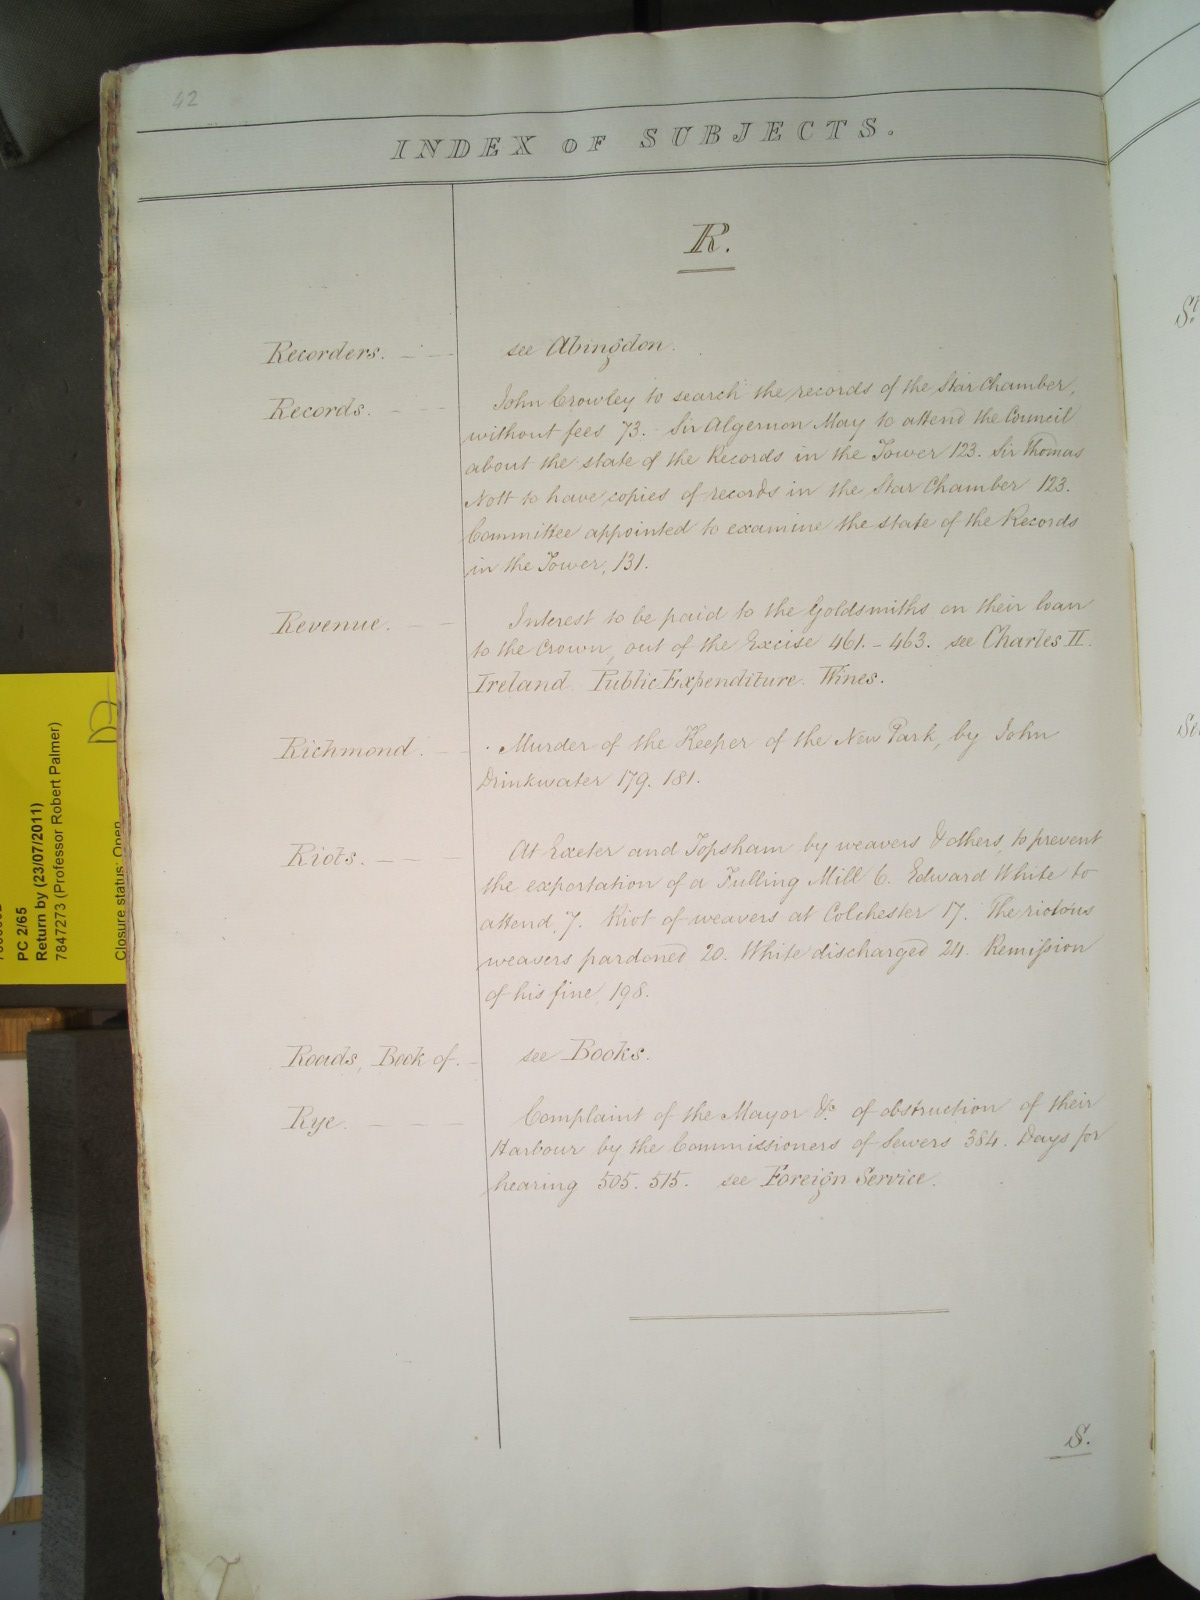 42
INDEX OF SUBJECTS.
R.
Recorders. - - see Abingdon.
Records. - - John Crowley to search the records of the Star Chamber,
without fees 73. Sir Algernon May to attend the Council
about the state of the Records in the Tower 123. Sir Thomas
Nott to have copies of records in the Star Chamber 123.
Committee appointed to examine the state of the Records
in the Tower, 131.
Revenue. - - Interest to be paid to the Goldsmiths on their loan
to the Crown, out of the Excise 461. - 463. see Charles II.
Ireland. Public Expenditure. Wines.
Richmond. - Murder of the Keeper of the New Park, by John
Drinkwater 179. 181.
Riots. - - - At Exeter and Topsham by weavers & others, to prevent
the exportation of a Fulling Mill 6. Edward White to
attend, 7. Riot of weavers at Colchester 17. The riotous
weavers pardoned 20. White discharged 24. Remission
of his fine, 198.
Roads, Book of. - see Books.
Rye. - - - Complaint of the Mayor &c. of obstruction of their
Harbour by the Commissioners of Sewers 384. Days for
hearing 505. 515. see Foreign Service.
S.
PC 2/65
Return by (23/07/2011)
7847273 (Professor Robert Palmer)
Closure status: Open